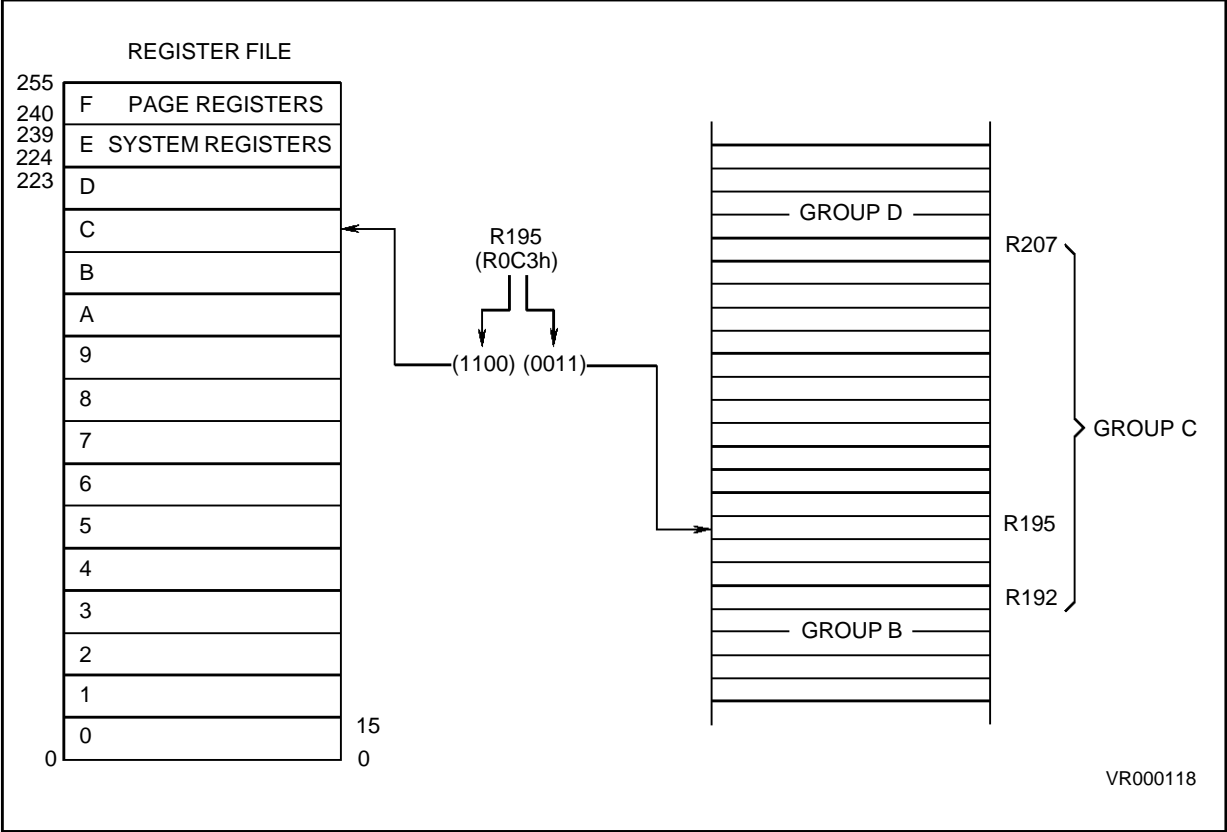 REGISTER FILE
255
240
239
224
223
F PAGE REGISTERS
E SYSTEM REGISTERS
D
C
B
A
9
8
7
6
5
4
3
2
1
0
15
0
0
R195
(R0C3h)
(1100) (0011)
GROUP D
R207
GROUP C
R195
R192
GROUP B
VR000118